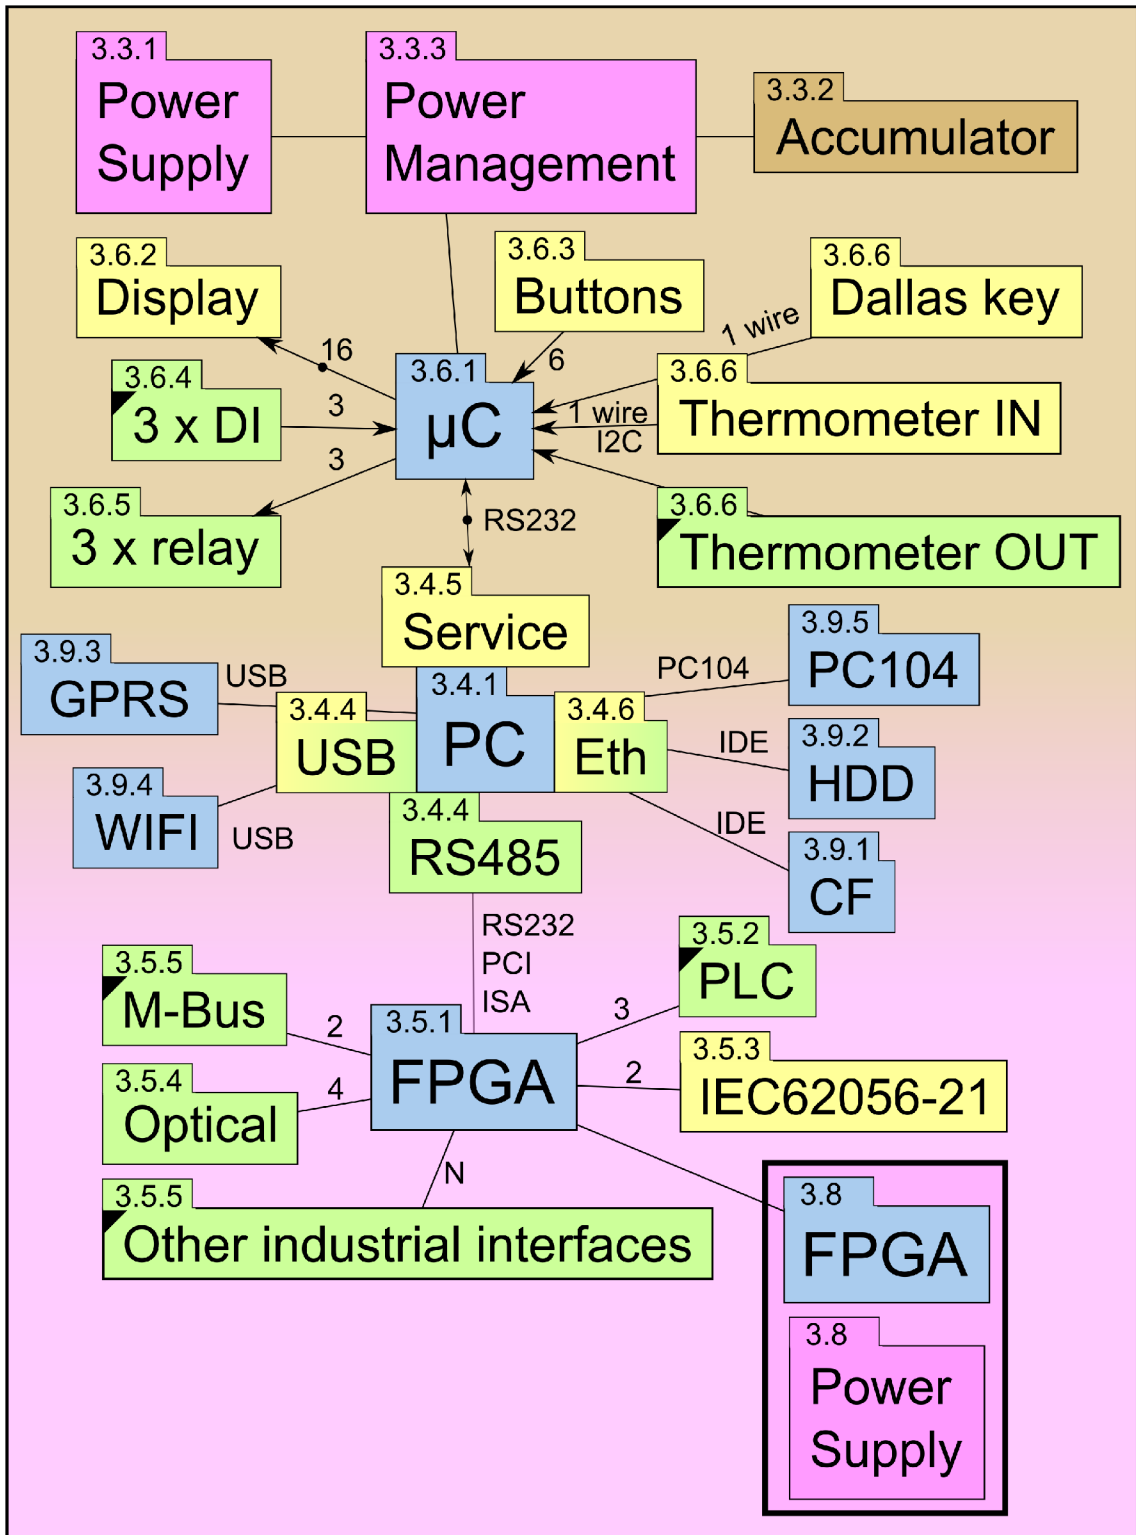 3.3.1
Power
Supply
3.3.3
Power
Management
3.3.2
Accumulator
3.6.2
Display
3.6.3
Buttons
3.6.6
Dallas key
1 wire
16
6
3.6.4
3 x DI
3
3.6.1
µC
1 wire
I2C
3.6.6
Thermometer IN
3
3.6.5
3 x relay
RS232
3.6.6
Thermometer OUT
3.4.5
Service
3.9.3
GPRS
USB
3.4.1
PC
3.4.4
USB
3.4.6
Eth
PC104
3.9.5
PC104
IDE
3.9.2
HDD
3.9.4
WIFI
USB
3.4.4
RS485
IDE
3.9.1
CF
RS232
PCI
ISA
3.5.5
M-Bus
2
3.5.1
FPGA
3
3.5.2
PLC
3.5.4
Optical
4
2
3.5.3
IEC62056-21
N
3.5.5
Other industrial interfaces
3.8
FPGA
3.8
Power
Supply